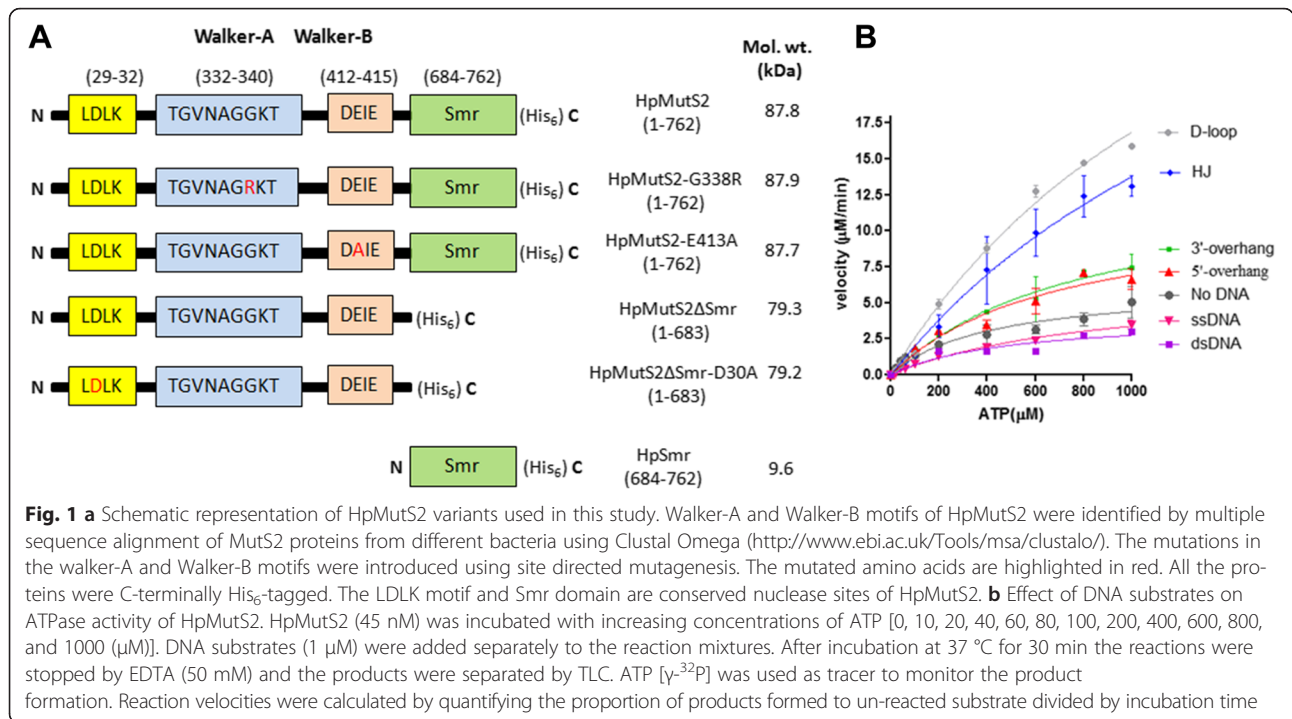 A
Walker-A Walker-B
Mol. wt.
(kDa)
(29-32) (332-340) (412-415) (684-762)
N LDLK TGVNAGGKT DEIE Smr (His6) C HpMutS2 (1-762) 87.8
N LDLK TGVNAGRKT DEIE Smr (His6) C HpMutS2-G338R (1-762) 87.9
N LDLK TGVNAGGKT DAIE Smr (His6) C HpMutS2-E413A (1-762) 87.7
N LDLK TGVNAGGKT DEIE (His6) C HpMutS2ΔSmr (1-683) 79.3
N LDLK TGVNAGGKT DEIE (His6) C HpMutS2ΔSmr-D30A (1-683) 79.2
N Smr (His6) C HpSmr (684-762) 9.6
B
velocity (µM/min)
17.5
15.0
12.5
10.0
7.5
5.0
2.5
0.0
200 400 600 800 1000
ATP(µM)
D-loop
HJ
3'-overhang
5'-overhang
No DNA
ssDNA
dsDNA
Fig. 1 a Schematic representation of HpMutS2 variants used in this study. Walker-A and Walker-B motifs of HpMutS2 were identified by multiple
sequence alignment of MutS2 proteins from different bacteria using Clustal Omega (http://www.ebi.ac.uk/Tools/msa/clustalo/). The mutations in
the walker-A and Walker-B motifs were introduced using site directed mutagenesis. The mutated amino acids are highlighted in red. All the pro-
teins were C-terminally His6-tagged. The LDLK motif and Smr domain are conserved nuclease sites of HpMutS2. b Effect of DNA substrates on
ATPase activity of HpMutS2. HpMutS2 (45 nM) was incubated with increasing concentrations of ATP [0, 10, 20, 40, 60, 80, 100, 200, 400, 600, 800,
and 1000 (µM)]. DNA substrates (1 µM) were added separately to the reaction mixtures. After incubation at 37 °C for 30 min the reactions were
stopped by EDTA (50 mM) and the products were separated by TLC. ATP [γ-32P] was used as tracer to monitor the product
formation. Reaction velocities were calculated by quantifying the proportion of products formed to un-reacted substrate divided by incubation time